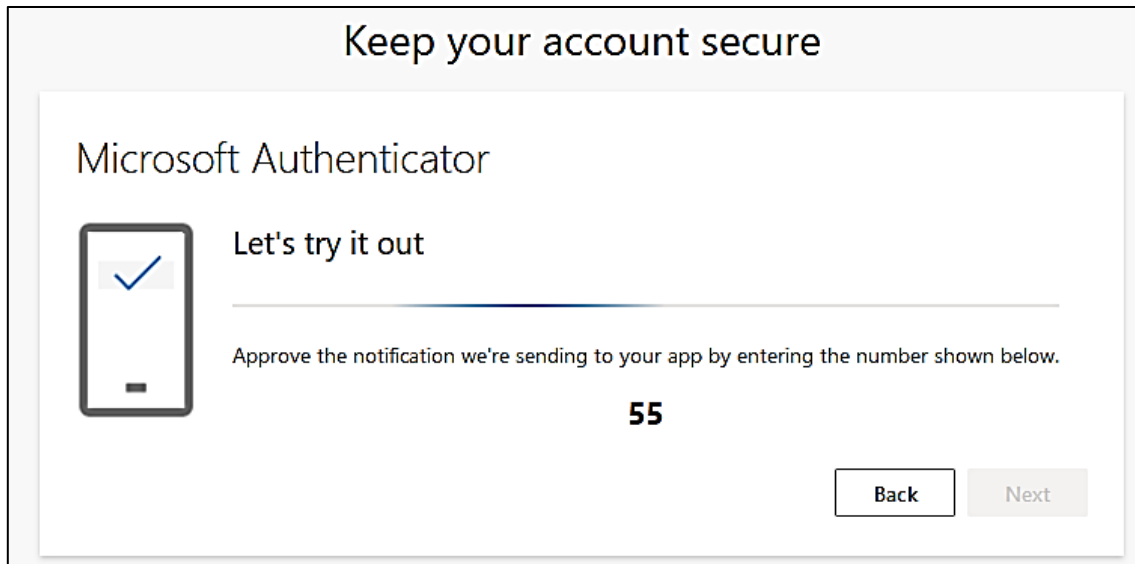 Keep your account secure
Microsoft Authenticator
Let's try it out
Approve the notification we're sending to your app by entering the number shown below.
55
Back
Next